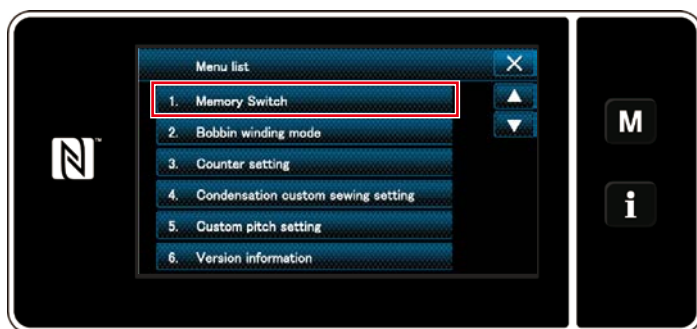 Menu list
1. Memory Switch
2. Bobbin winding mode
3. Counter setting
4. Condensation custom sewing setting
5. Custom pitch setting
6. Version information
M
i
N